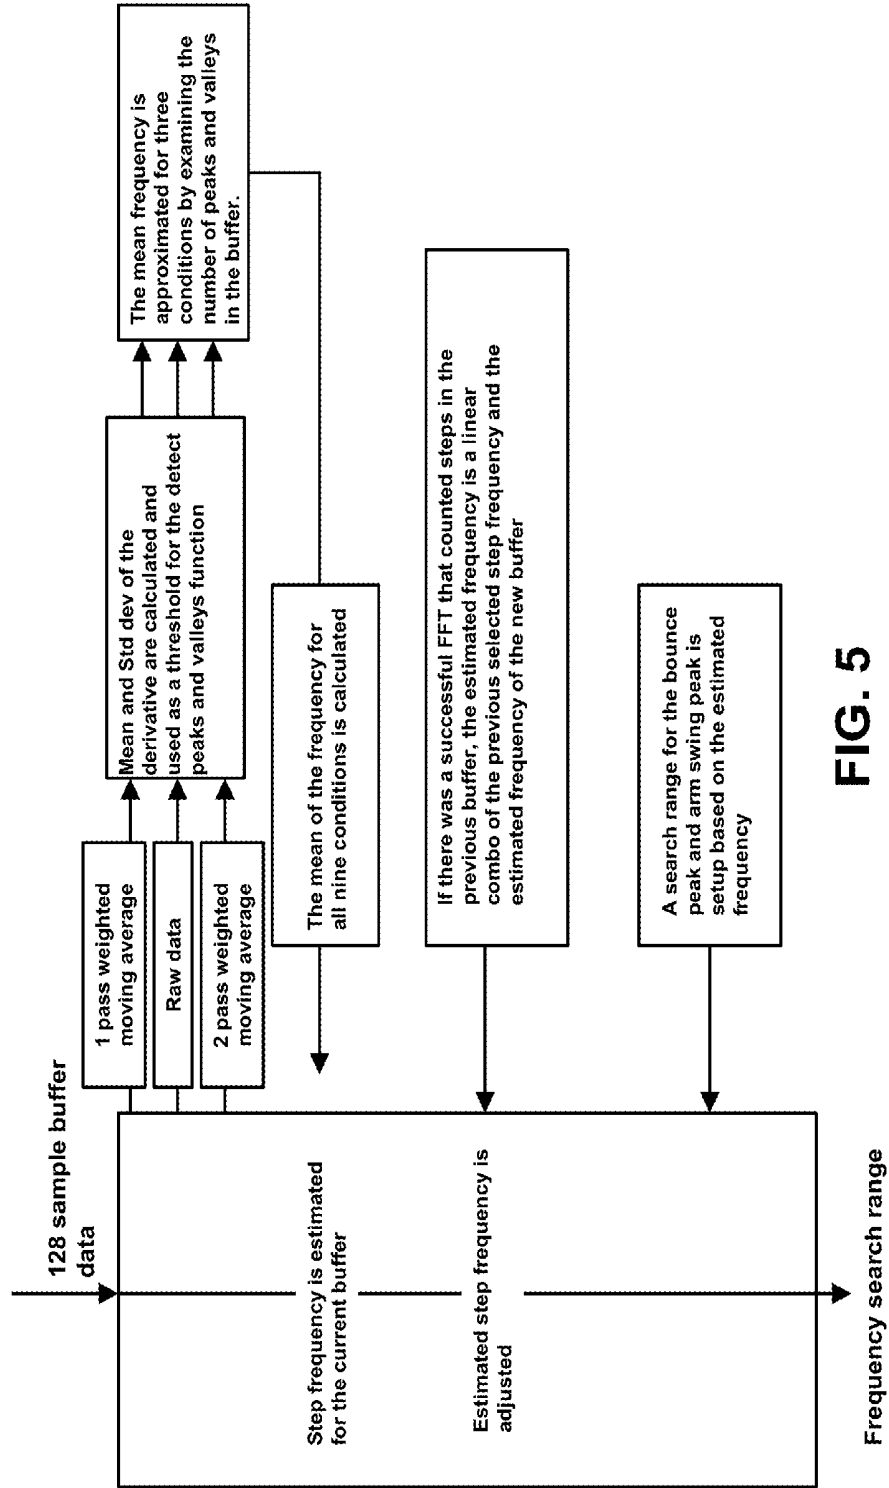 128 sample buffer
data
1 pass weighted
moving average
Raw data
2 pass weighted
moving average
Mean and Std dev of the
derivative are calculated and
used as a threshold for the detect
peaks and valleys function
The mean frequency is
approximated for three
conditions by examining the
number of peaks and valleys
in the buffer.
Step frequency is estimated
for the current buffer
The mean of the frequency for
all nine conditions is calculated
Estimated step frequency is
adjusted
If there was a successful FFT that counted steps in the
previous buffer, the estimated frequency is a linear
combo of the previous selected step frequency and the
estimated frequency of the new buffer
A search range for the bounce
peak and arm swing peak is
setup based on the estimated
frequency
Frequency search range
FIG. 5